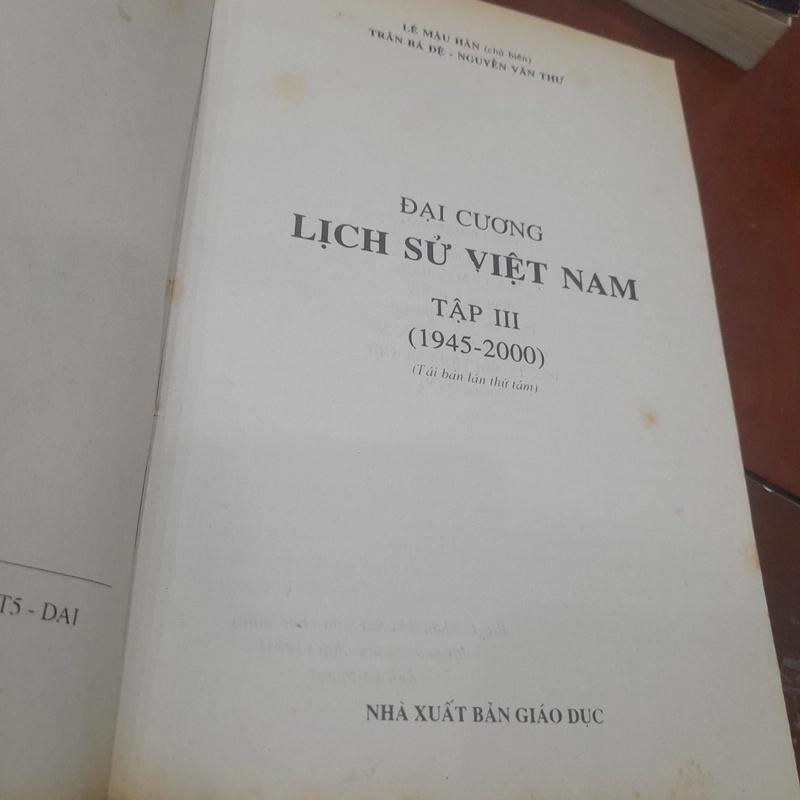 LÊ MẬU HÃN (chủ biên)
TRẦN BÁ ĐỆ - NGUYỄN VĂN THƯ
ĐẠI CƯƠNG
LỊCH SỬ VIỆT NAM
TẬP III
(1945-2000)
(Tái bản lần thứ tám)
T5 - DAI
NHÀ XUẤT BẢN GIÁO DỤC